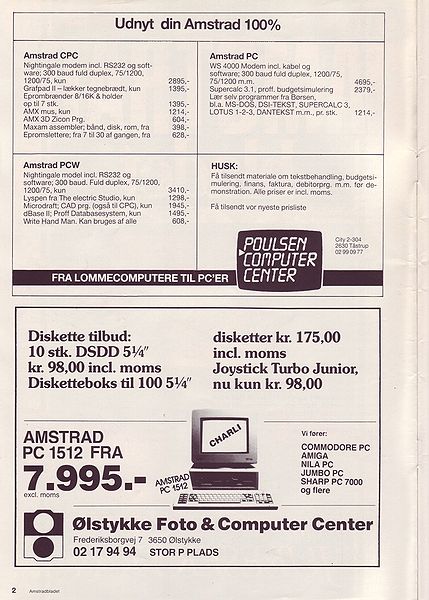 Udnyt din Amstrad 100%
Amstrad CPC
Nightingale modem incl. RS232 og soft-
ware; 300 baud fuld duplex, 75/1200,
1200/75, kun 2895,-
Grafpad II – lækker tegnebrædt, kun 1395,-
Eprombrænder 8/16K & holder
op til 7 stk. 1395,-
AMX mus, kun 1214,-
AMX 3D Zicon Prg. 604,-
Maxam assembler; bånd, disk, rom, fra 398,-
Epromslettere; fra 7 til 30 af gangen, fra 628,-
Amstrad PC
WS 4000 Modem incl. kabel og
software; 300 baud fuld duplex, 1200/75,
75/1200 m.m. 4695,-
Supercalc 3.1, proff. budgetsimulering 2379,-
Lær selv programmer fra Børsen,
bl.a. MS-DOS, DSI-TEKST, SUPERCALC 3,
LOTUS 1-2-3, DANTEKST m.m., pr. stk. 1214,-
Amstrad PCW
Nightingale model incl. RS232 og
software; 300 baud. Fuld duplex, 75/1200,
1200/75, kun 3410,-
Lyspen fra The electric Studio, kun 1298,-
Microdraft; CAD prg. (også til CPC), kun 1945,-
dBase II; Proff Databasesystem, kun 1495,-
Write Hand Man. Kan bruges af alle 608,-
HUSK:
Få tilsendt materiale om tekstbehandling, budgetsi-
mulering, finans, faktura, debitorprg. m.m. før de-
monstration. Alle priser er incl. moms.
Få tilsendt vor nyeste prisliste
POULSEN
COMPUTER
CENTER
City 2-304
2630 Tåstrup
02 99 09 77
FRA LOMMECOMPUTERE TIL PC'ER
Diskette tilbud:
10 stk. DSDD 5¼"
kr. 98,00 incl. moms
Disketteboks til 100 5¼"
disketter kr. 175,00
incl. moms
Joystick Turbo Junior,
nu kun kr. 98,00
AMSTRAD
PC 1512 FRA
7.995.-
excl. moms
CHARLI
AMSTRAD
PC 1512
Vi fører:
COMMODORE PC
AMIGA
NILA PC
JUMBO PC
SHARP PC 7000
og flere
Ølstykke Foto & Computer Center
Frederiksborgvej 7 3650 Ølstykke
02 17 94 94 STOR P PLADS
2 Amstradbladet